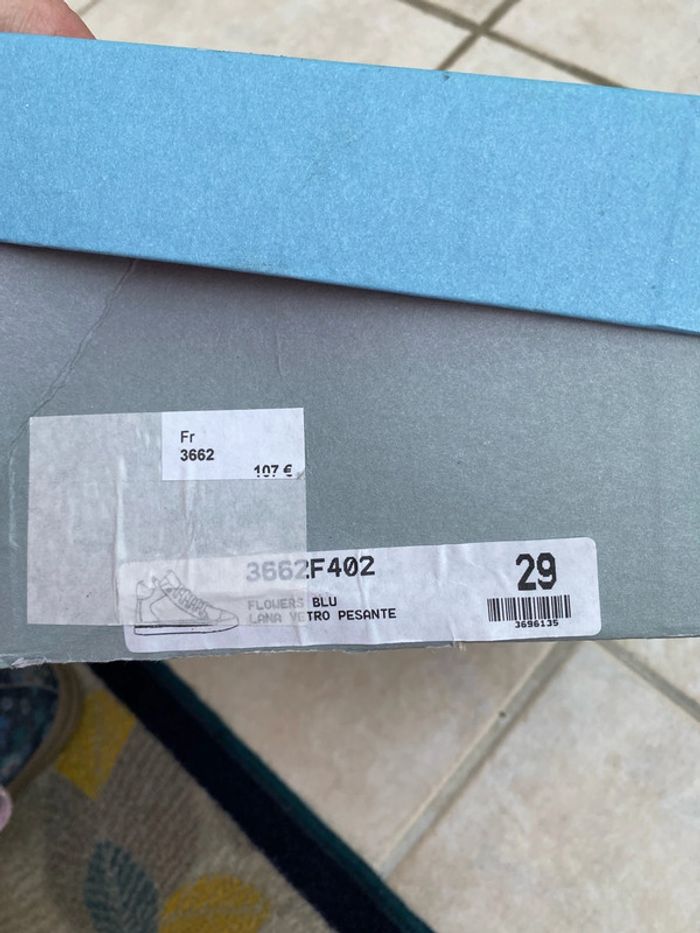 Fr
3662
107 €
3662F402
29
FLOWERS BLU
LANA VETRO PESANTE
3696135